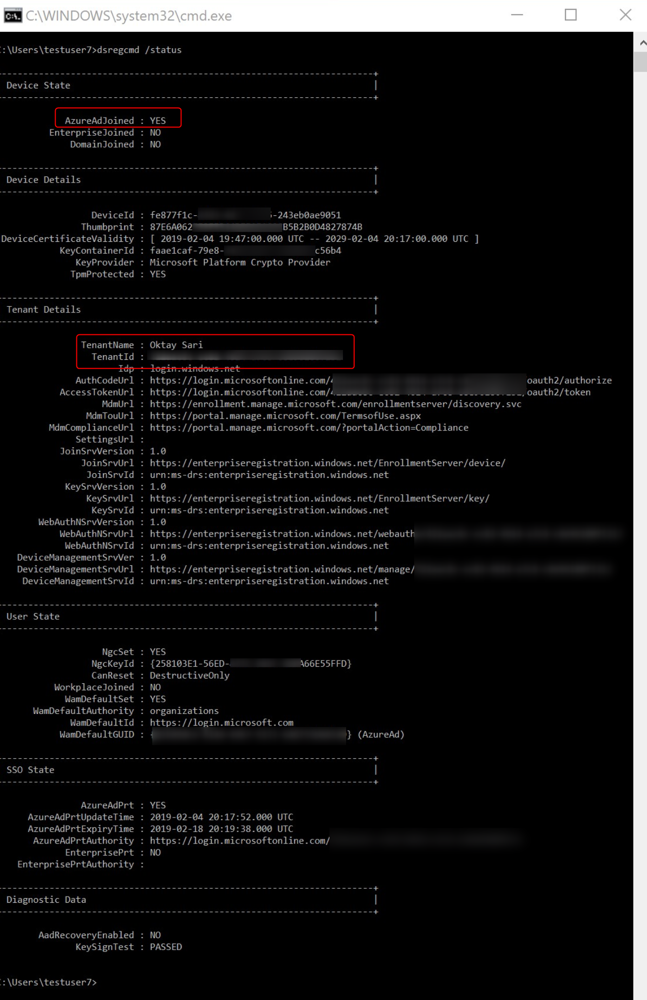 C:\WINDOWS\system32\cmd.exe
:\Users\testuser7>dsregcmd /status
+----------------------------------------------------------------------+
Device State |
+----------------------------------------------------------------------+
AzureAdJoined : YES
EnterpriseJoined : NO
DomainJoined : NO
+----------------------------------------------------------------------+
Device Details |
+----------------------------------------------------------------------+
DeviceId : fe877f1c- -243eb0ae9051
Thumbprint : 87E6A062 B5B2B0D4827874B
DeviceCertificateValidity : [ 2019-02-04 19:47:00.000 UTC -- 2029-02-04 20:17:00.000 UTC ]
KeyContainerId : faae1caf-79e8- c56b4
KeyProvider : Microsoft Platform Crypto Provider
TpmProtected : YES
+----------------------------------------------------------------------+
Tenant Details |
+----------------------------------------------------------------------+
TenantName : Oktay Sari
TenantId :
Idp : login.windows.net
AuthCodeUrl : https://login.microsoftonline.com/ oauth2/authorize
AccessTokenUrl : https://login.microsoftonline.com/ oauth2/token
MdmUrl : https://enrollment.manage.microsoft.com/enrollmentserver/discovery.svc
MdmTouUrl : https://portal.manage.microsoft.com/TermsofUse.aspx
MdmComplianceUrl : https://portal.manage.microsoft.com/?portalAction=Compliance
SettingsUrl :
JoinSrvVersion : 1.0
JoinSrvUrl : https://enterpriseregistration.windows.net/EnrollmentServer/device/
JoinSrvId : urn:ms-drs:enterpriseregistration.windows.net
KeySrvVersion : 1.0
KeySrvUrl : https://enterpriseregistration.windows.net/EnrollmentServer/key/
KeySrvId : urn:ms-drs:enterpriseregistration.windows.net
WebAuthNSrvVersion : 1.0
WebAuthNSrvUrl : https://enterpriseregistration.windows.net/webauth
WebAuthNSrvId : urn:ms-drs:enterpriseregistration.windows.net
DeviceManagementSrvVer : 1.0
DeviceManagementSrvUrl : https://enterpriseregistration.windows.net/manage/
DeviceManagementSrvId : urn:ms-drs:enterpriseregistration.windows.net
+----------------------------------------------------------------------+
User State |
+----------------------------------------------------------------------+
NgcSet : YES
NgcKeyId : {258103E1-56ED- A66E55FFD}
CanReset : DestructiveOnly
WorkplaceJoined : NO
WamDefaultSet : YES
WamDefaultAuthority : organizations
WamDefaultId : https://login.microsoft.com
WamDefaultGUID : { } (AzureAd)
+----------------------------------------------------------------------+
SSO State |
+----------------------------------------------------------------------+
AzureAdPrt : YES
AzureAdPrtUpdateTime : 2019-02-04 20:17:52.000 UTC
AzureAdPrtExpiryTime : 2019-02-18 20:19:38.000 UTC
AzureAdPrtAuthority : https://login.microsoftonline.com/
EnterprisePrt : NO
EnterprisePrtAuthority :
+----------------------------------------------------------------------+
Diagnostic Data |
+----------------------------------------------------------------------+
AadRecoveryEnabled : NO
KeySignTest : PASSED
:\Users\testuser7>